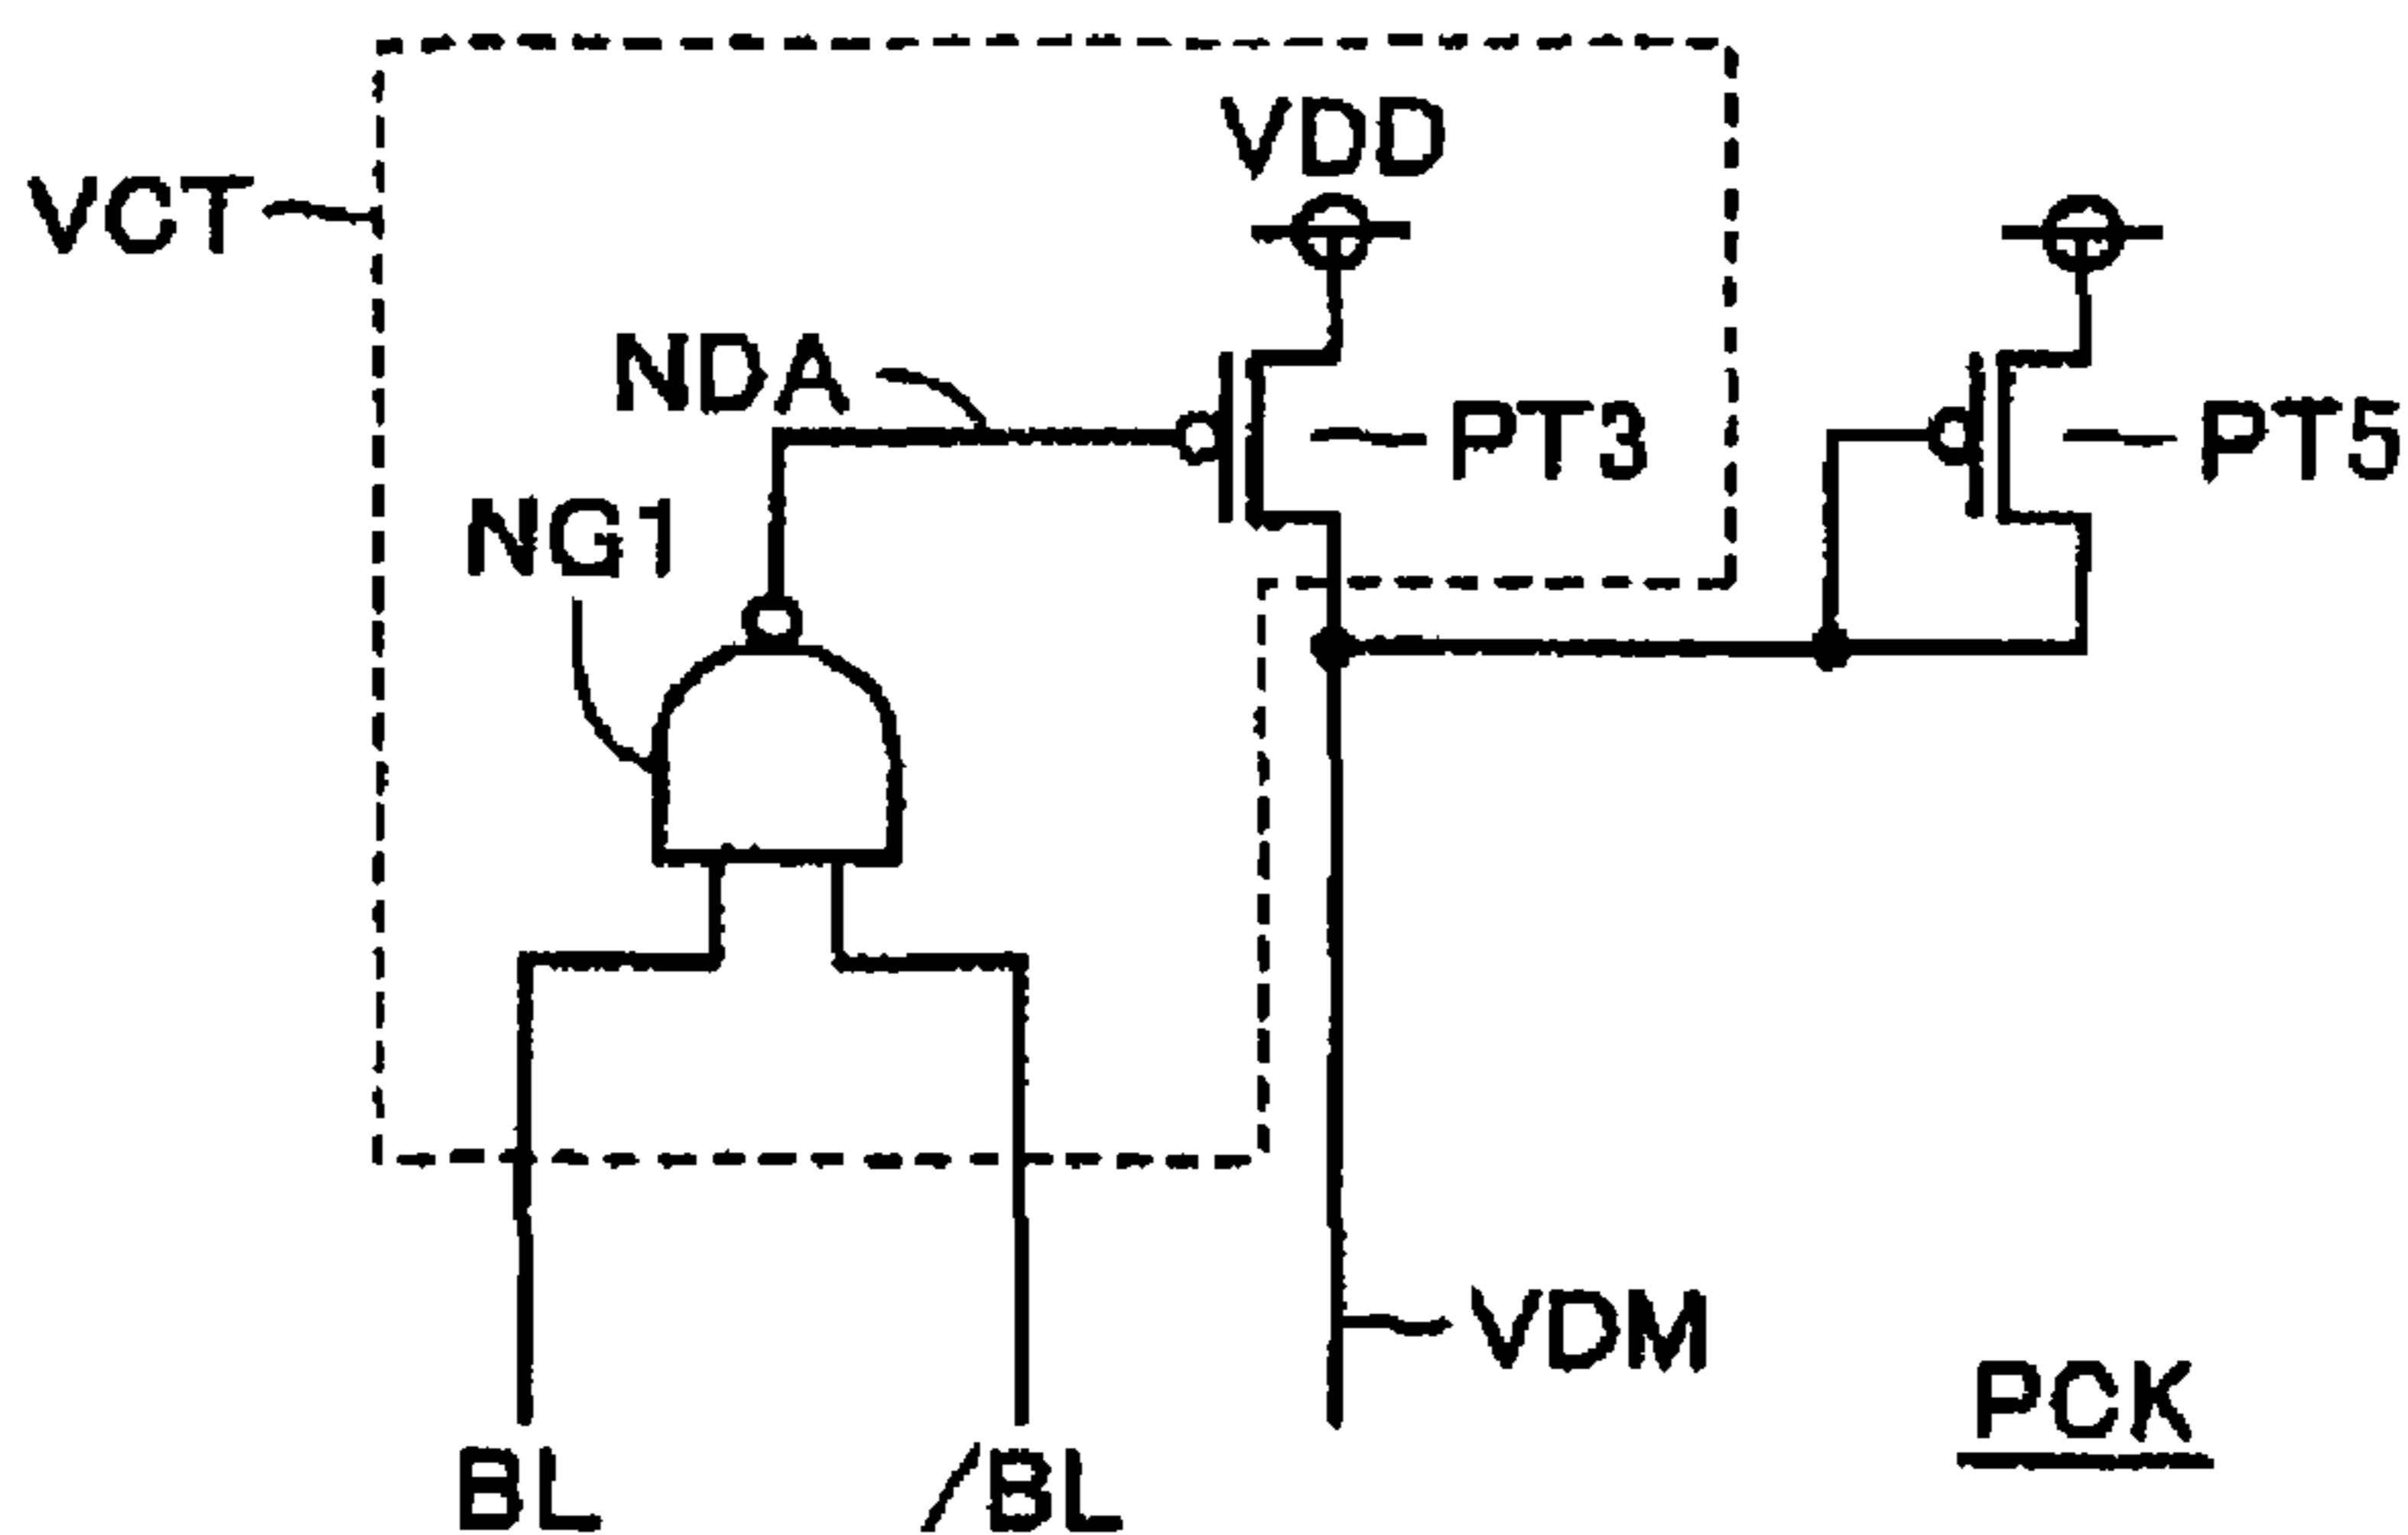 VDD
VCT
NDA
PT3
PT5
NG1
VDM
PCK
BL
/BL